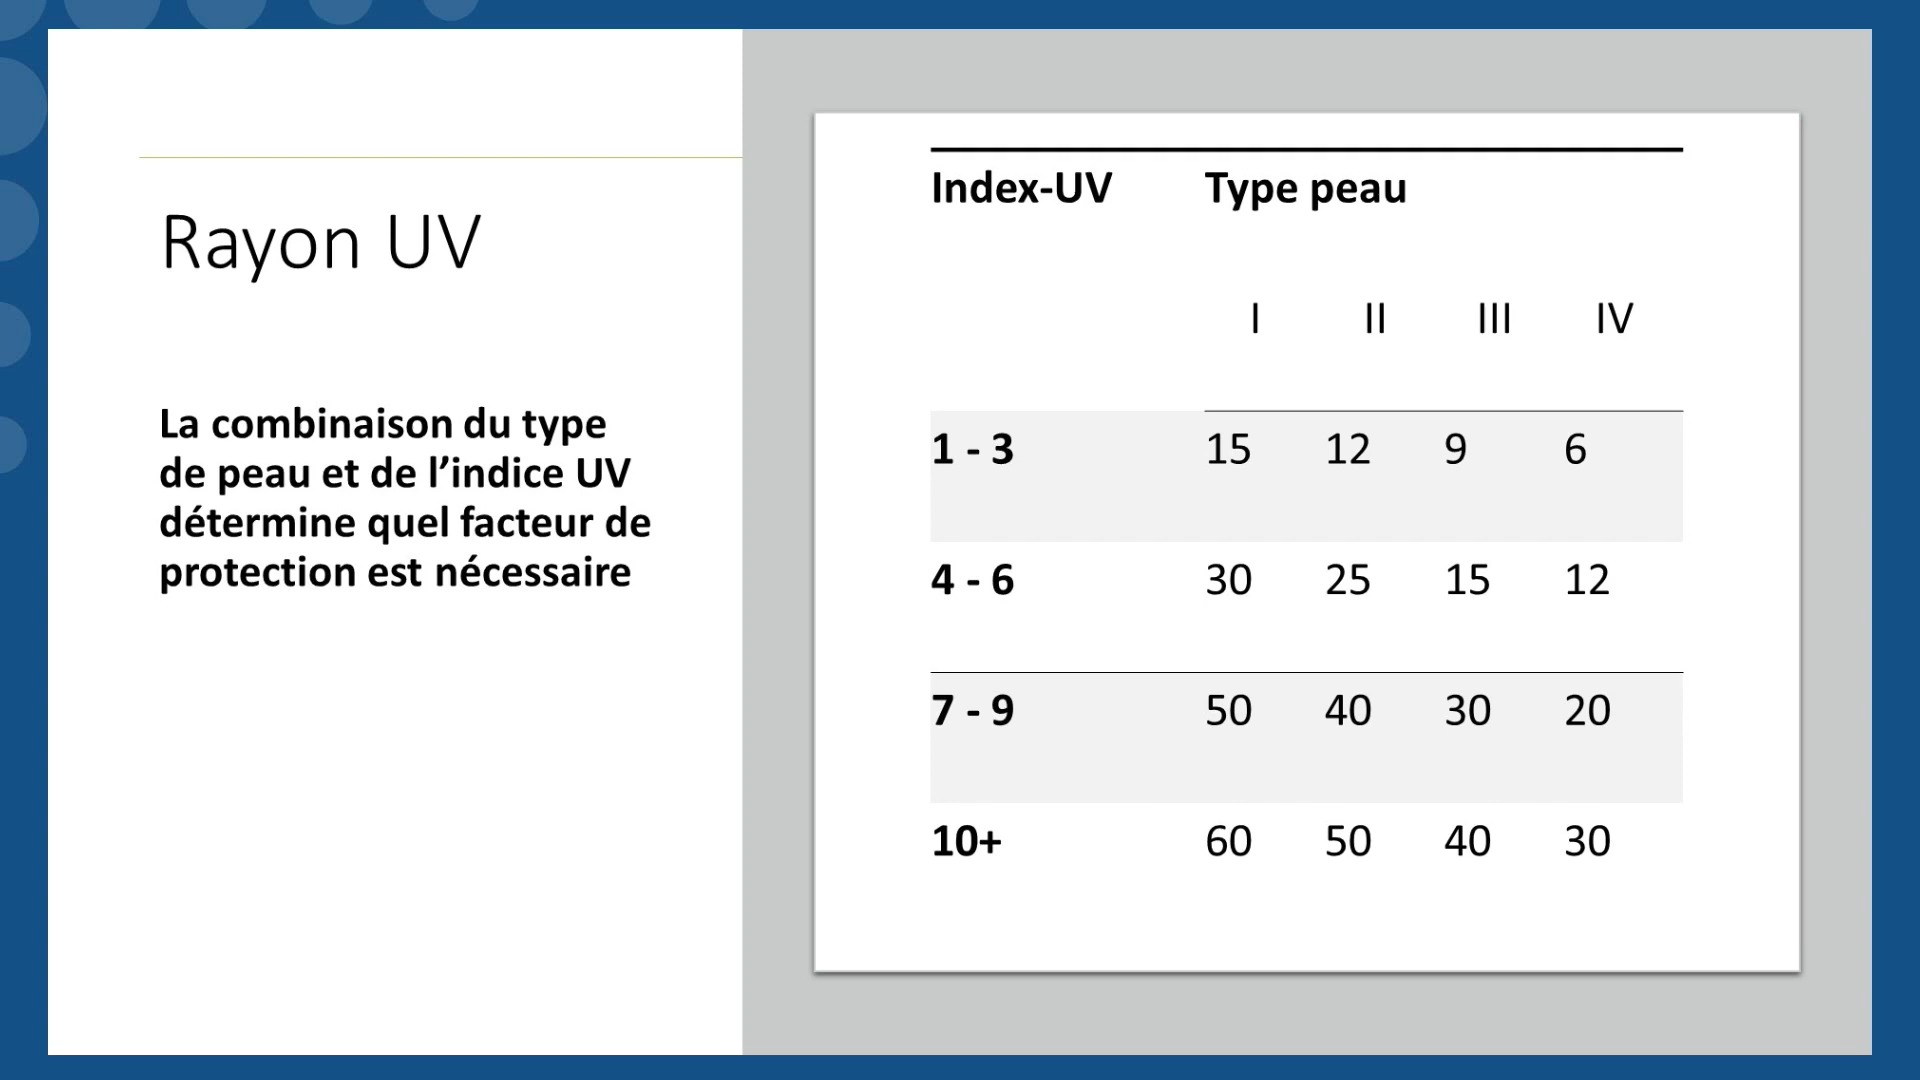 Rayon UV
La combinaison du type
de peau et de l’indice UV
détermine quel facteur de
protection est nécessaire
Index-UV Type peau
I II III IV
1 - 3 15 12 9 6
4 - 6 30 25 15 12
7 - 9 50 40 30 20
10+ 60 50 40 30